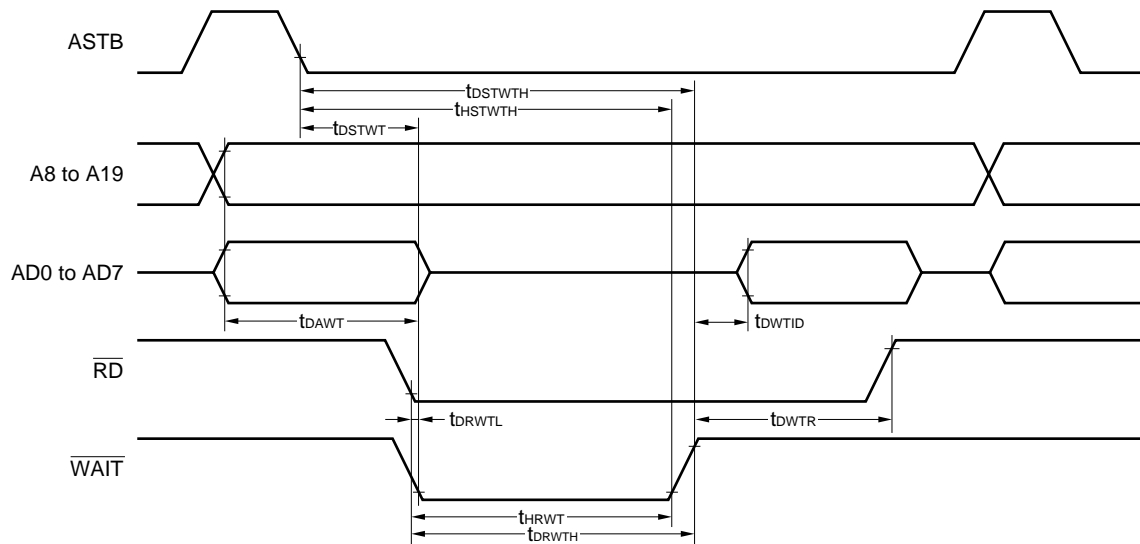 ASTB
tDSTWTH
tHSTWTH
tDSTWT
A8 to A19
AD0 to AD7
tDAWT
tDWTID
RD
tDRWTL
tDWTR
WAIT
tHRWT
tDRWTH